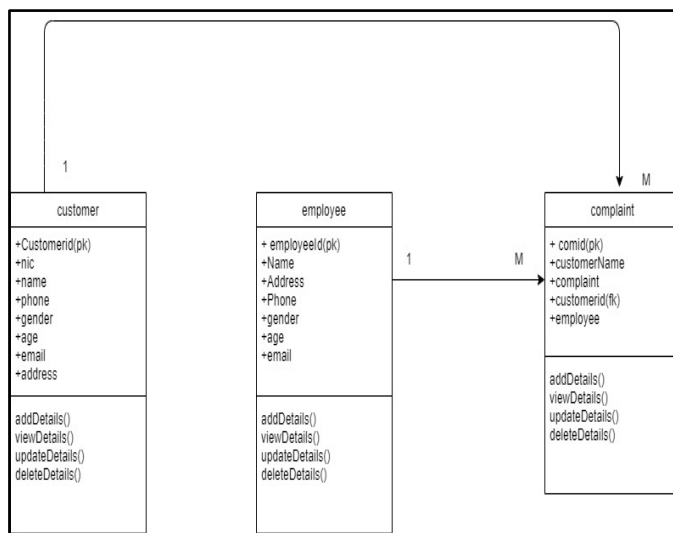 1
M
customer
+Customerid(pk)
+nic
+name
+phone
+gender
+age
+email
+address
addDetails()
viewDetails()
updateDetails()
deleteDetails()
employee
+ employeeId(pk)
+Name
+Address
+Phone
+gender
+age
+email
addDetails()
viewDetails()
updateDetails()
deleteDetails()
1
M
complaint
+ comid(pk)
+customerName
+complaint
+customerid(fk)
+employee
addDetails()
viewDetails()
updateDetails()
deleteDetails()